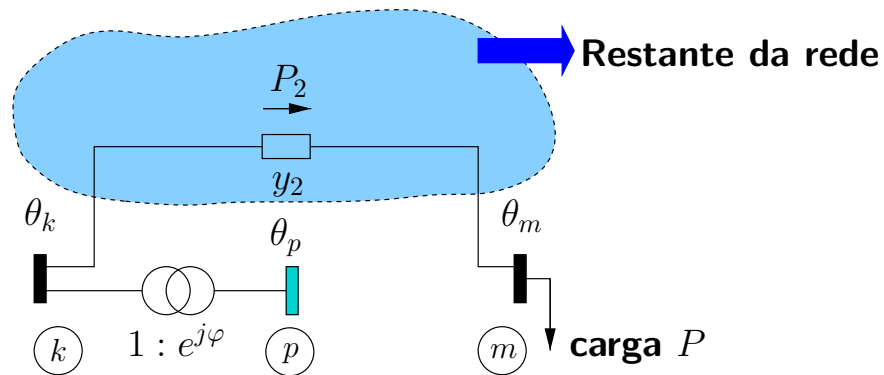 Restante da rede
P₂
y₂
θₖ
θₚ
θₘ
1 : e^{jφ}
k
p
m
carga P